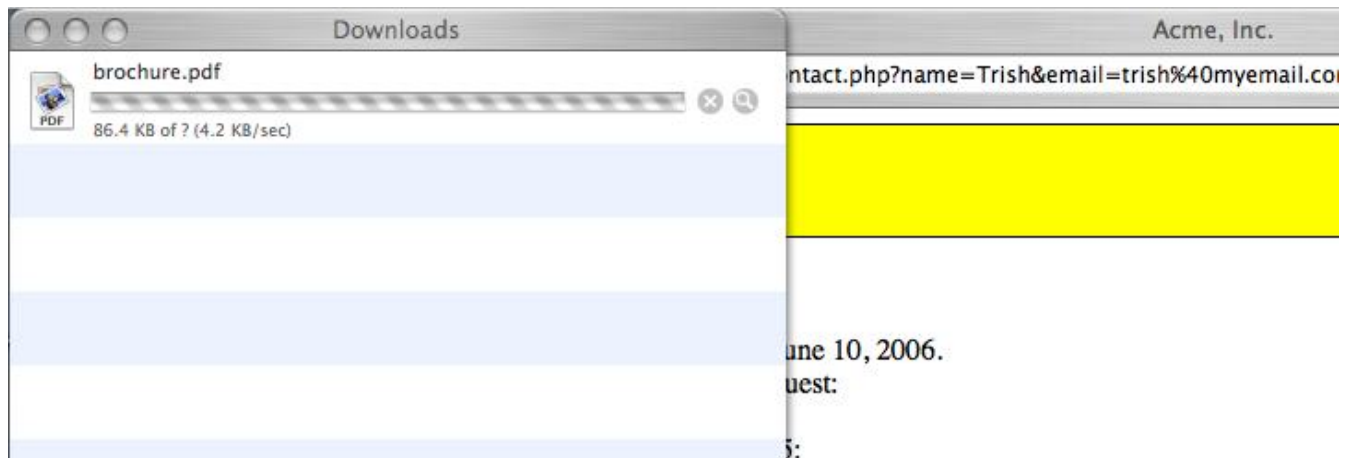 Downloads
brochure.pdf
PDF
86.4 KB of ? (4.2 KB/sec)
Acme, Inc.
ntact.php?name=Trish&email=trish%40myemail.co
une 10, 2006.
uest:
5: